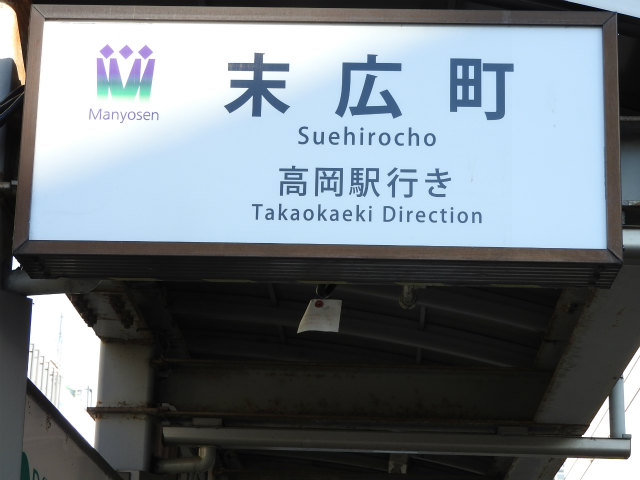 Manyosen
末広町
Suehirocho
高岡駅行き
Takaokaeki Direction